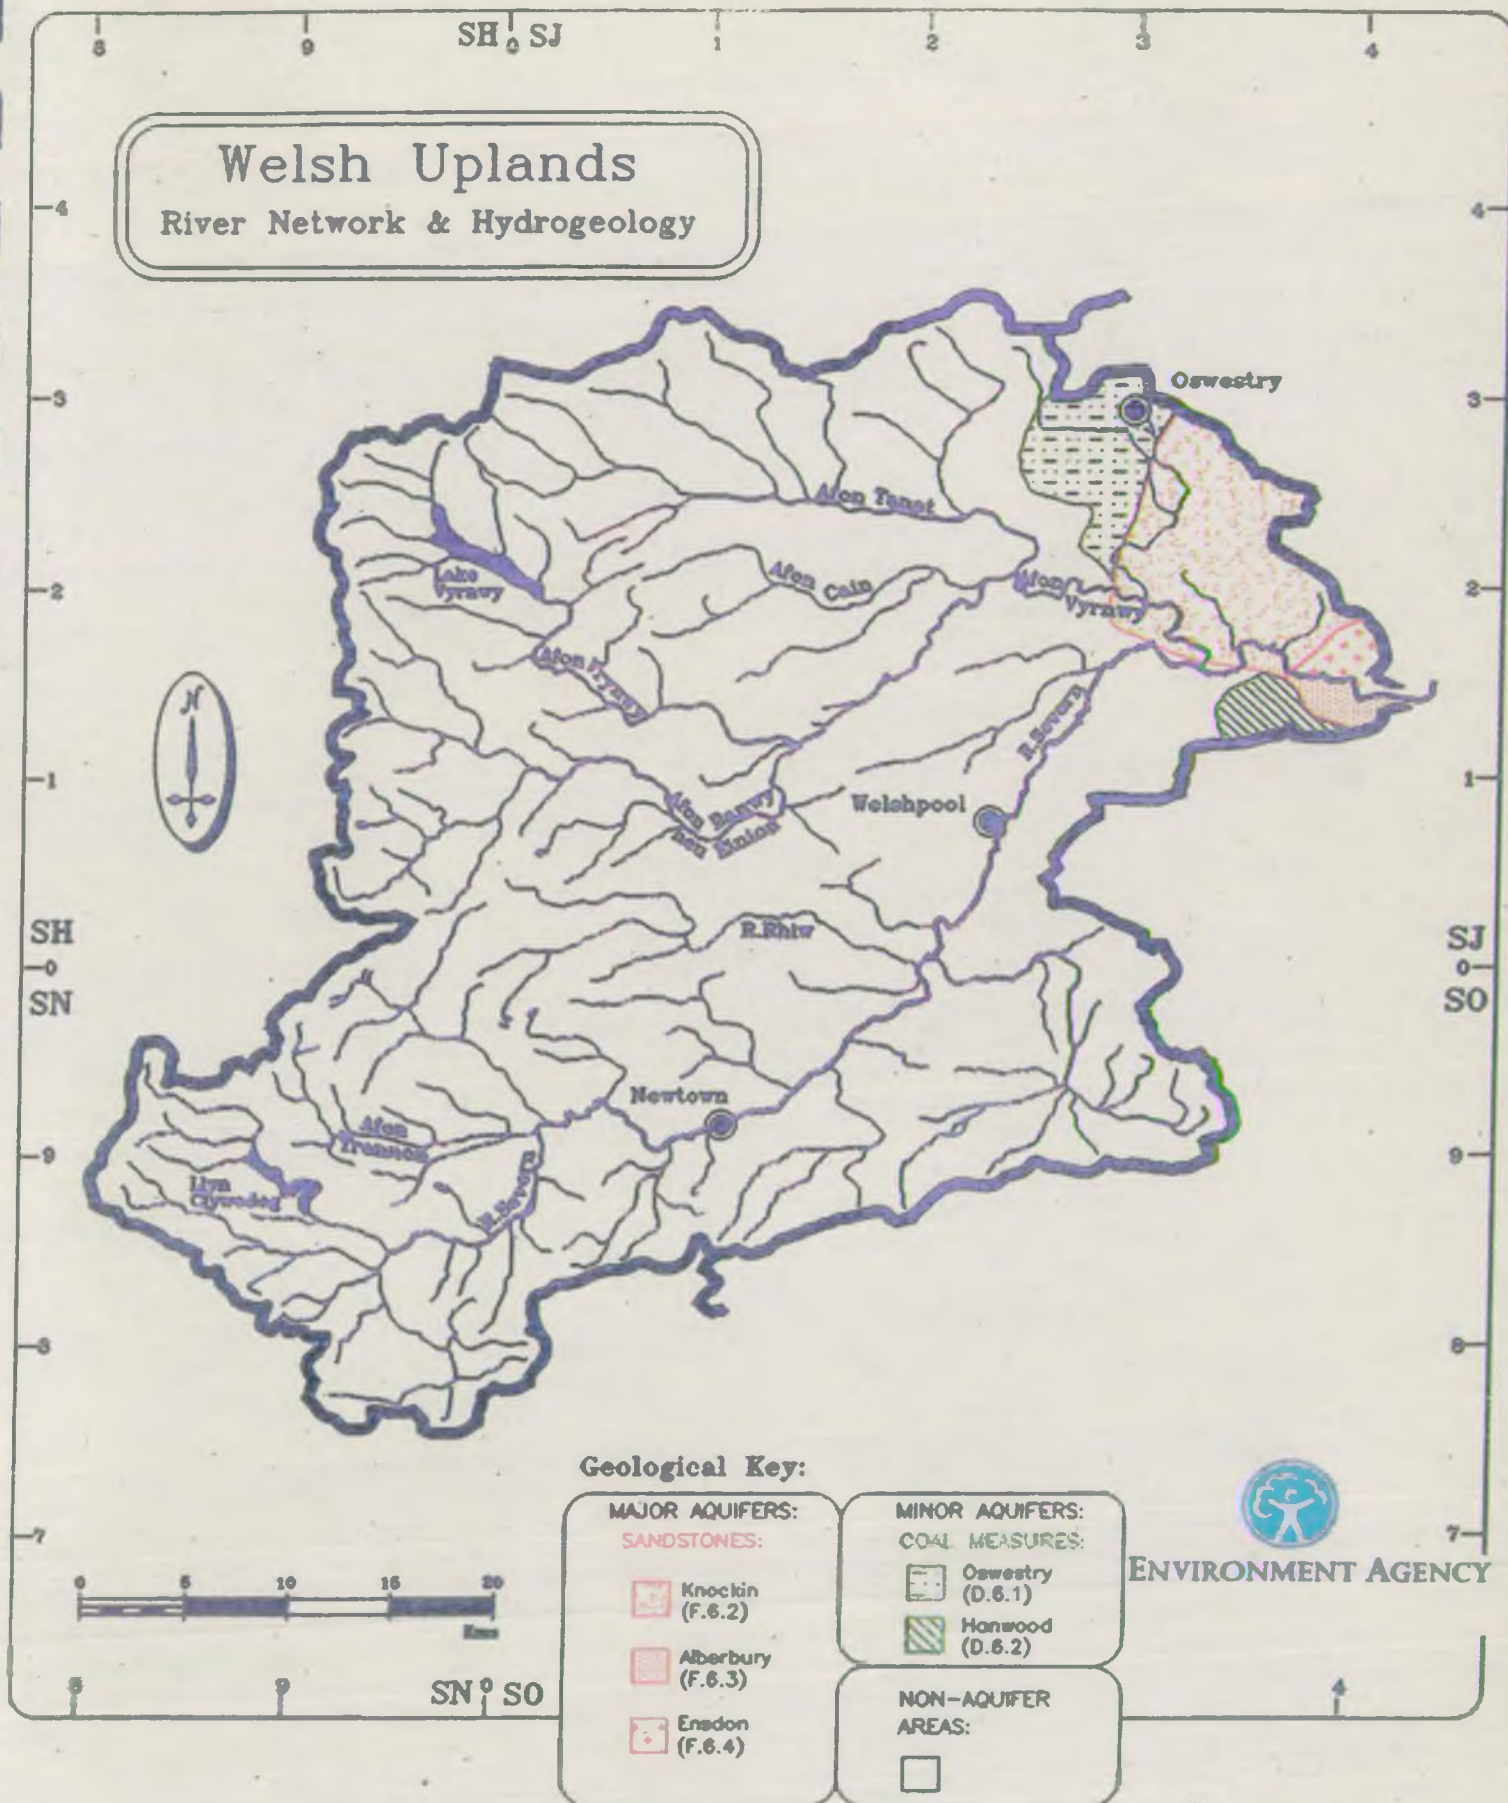 8 9 SH 0 SJ 1 2 3 4
Welsh Uplands
River Network & Hydrogeology
4 4
3 3
Oswestry
Afon Tanat
2 2
Lake
Vyrnwy
Afon Cain
Afon
Vyrnwy
Afon Vyrnwy
R.Severn
1 1
Afon Banwy
neu Einion
Welshpool
SH SJ
0 0
SN SO
R.Rhiw
Newtown
Afon
Trannon
9 9
Llyn
Clywedog
R.Severn
8 8
7 7
0 5 10 15 20
Kms
Geological Key:
MAJOR AQUIFERS:
SANDSTONES:
Knockin
(F.6.2)
Alberbury
(F.6.3)
Ensdon
(F.6.4)
MINOR AQUIFERS:
COAL MEASURES:
Oswestry
(D.6.1)
Hanwood
(D.6.2)
NON-AQUIFER
AREAS:
ENVIRONMENT AGENCY
8 9 SN 0 SO 4
N